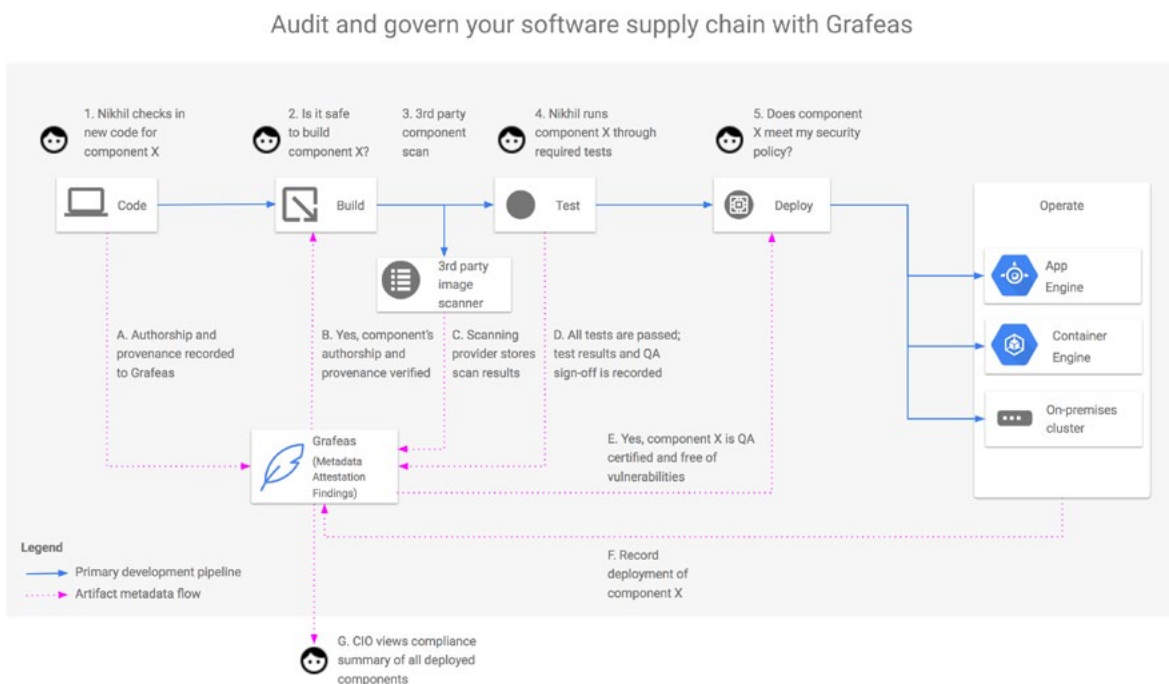 Audit and govern your software supply chain with Grafeas
1. Nikhil checks in
new code for
component X
2. Is it safe
to build
component X?
3. 3rd party
component
scan
4. Nikhil runs
component X through
required tests
5. Does component
X meet my security
policy?
Code
Build
Test
Deploy
Operate
3rd party
image
scanner
App
Engine
Container
Engine
On-premises
cluster
A. Authorship and
provenance recorded
to Grafeas
B. Yes, component's
authorship and
provenance verified
C. Scanning
provider stores
scan results
D. All tests are passed;
test results and QA
sign-off is recorded
Grafeas
(Metadata
Attestation
Findings)
E. Yes, component X is QA
certified and free of
vulnerabilities
Legend
Primary development pipeline
Artifact metadata flow
F. Record
deployment of
component X
G. CIO views compliance
summary of all deployed
components